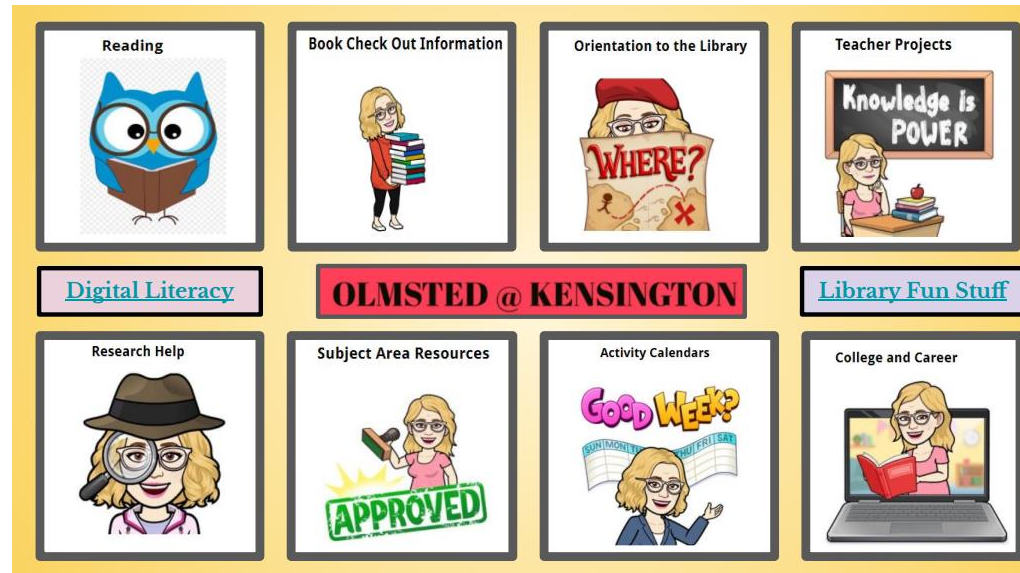 Reading
Book Check Out Information
Orientation to the Library
Teacher Projects
WHERE?
Knowledge is
POWER
Digital Literacy
OLMSTED @ KENSINGTON
Library Fun Stuff
Research Help
Subject Area Resources
Activity Calendars
College and Career
GOOD WEEK?
SUN MON TU THU FRI SAT
APPROVED